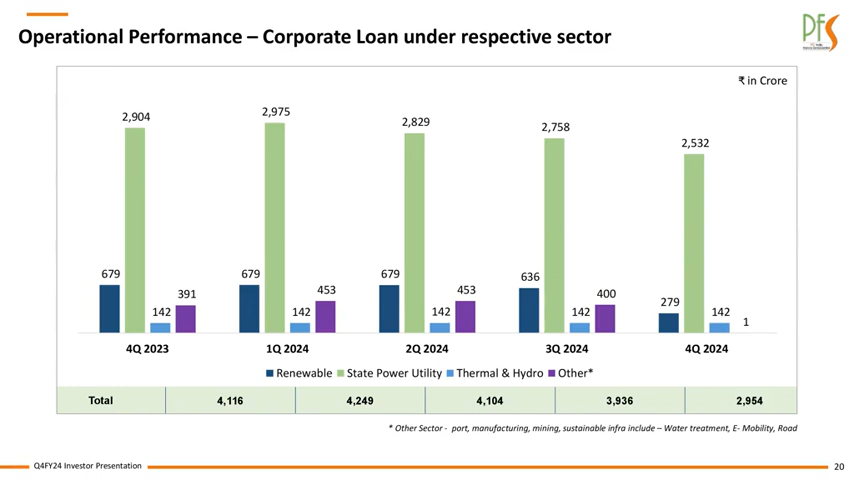 Operational Performance – Corporate Loan under respective sector
PFS
₹ in Crore
2,904
2,975
2,829
2,758
2,532
679
142
391
679
142
453
679
142
453
636
142
400
279
142
1
4Q 2023 1Q 2024 2Q 2024 3Q 2024 4Q 2024
Renewable State Power Utility Thermal & Hydro Other*
Total 4,116 4,249 4,104 3,936 2,954
* Other Sector - port, manufacturing, mining, sustainable infra include – Water treatment, E- Mobility, Road
Q4FY24 Investor Presentation 20